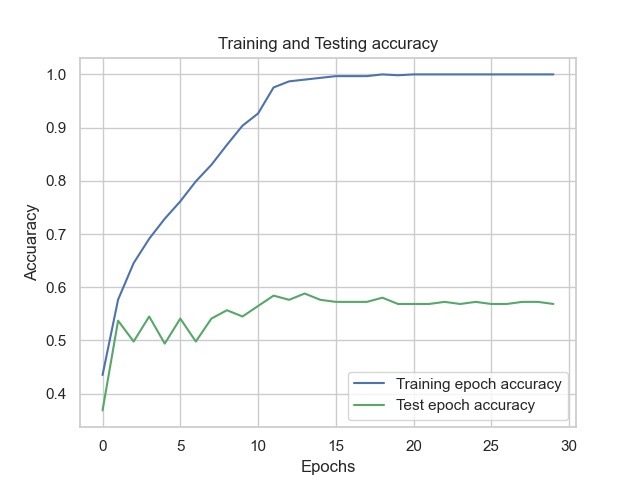 Training and Testing accuracy
Accuaracy
1.0
0.9
0.8
0.7
0.6
0.5
0.4
Training epoch accuracy
Test epoch accuracy
0 5 10 15 20 25 30
Epochs